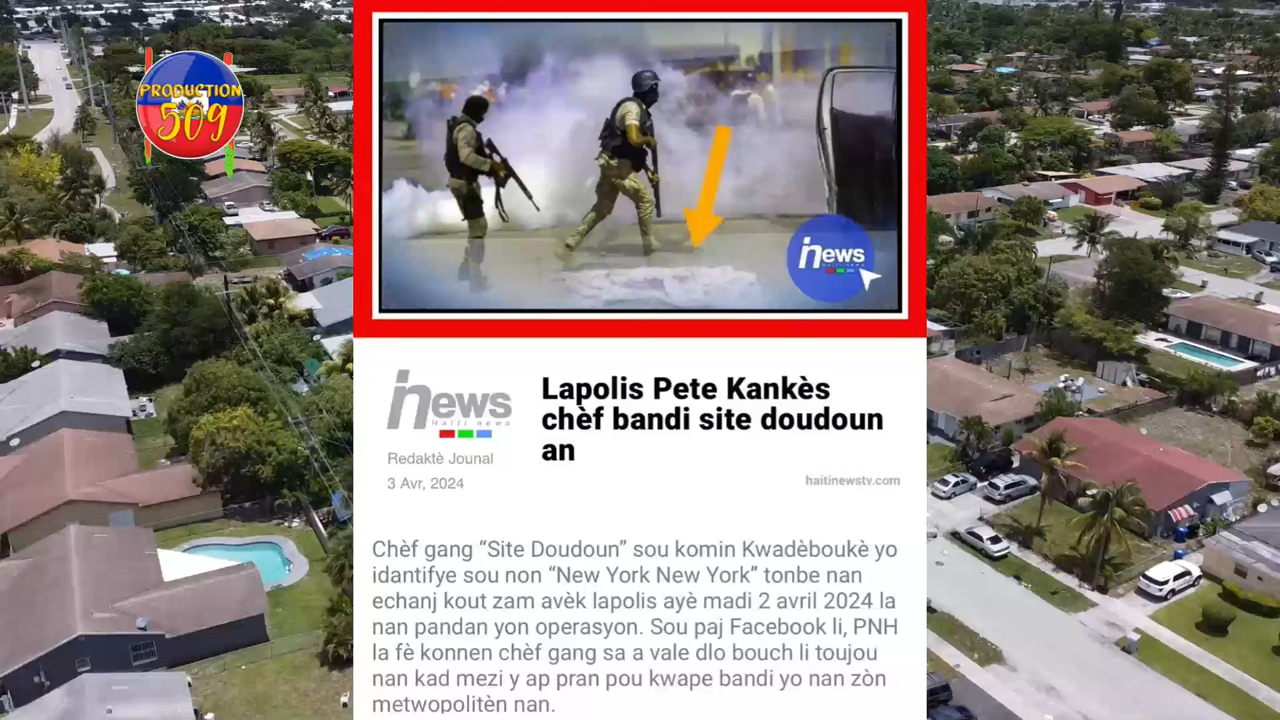 PRODUCTION
509
inews
Haiti news
inews
Haiti news
Redaktè Jounal
3 Avr, 2024
Lapolis Pete Kankès
chèf bandi site doudoun
an
haitinewstv.com
Chèf gang “Site Doudoun” sou komin Kwadèboukè yo
idantifye sou non “New York New York” tonbe nan
echanj kout zam avèk lapolis ayè madi 2 avril 2024 la
nan pandan yon operasyon. Sou paj Facebook li, PNH
la fè konnen chèf gang sa a vale dlo bouch li toujou
nan kad mezi y ap pran pou kwape bandi yo nan zòn
metwopolitèn nan.